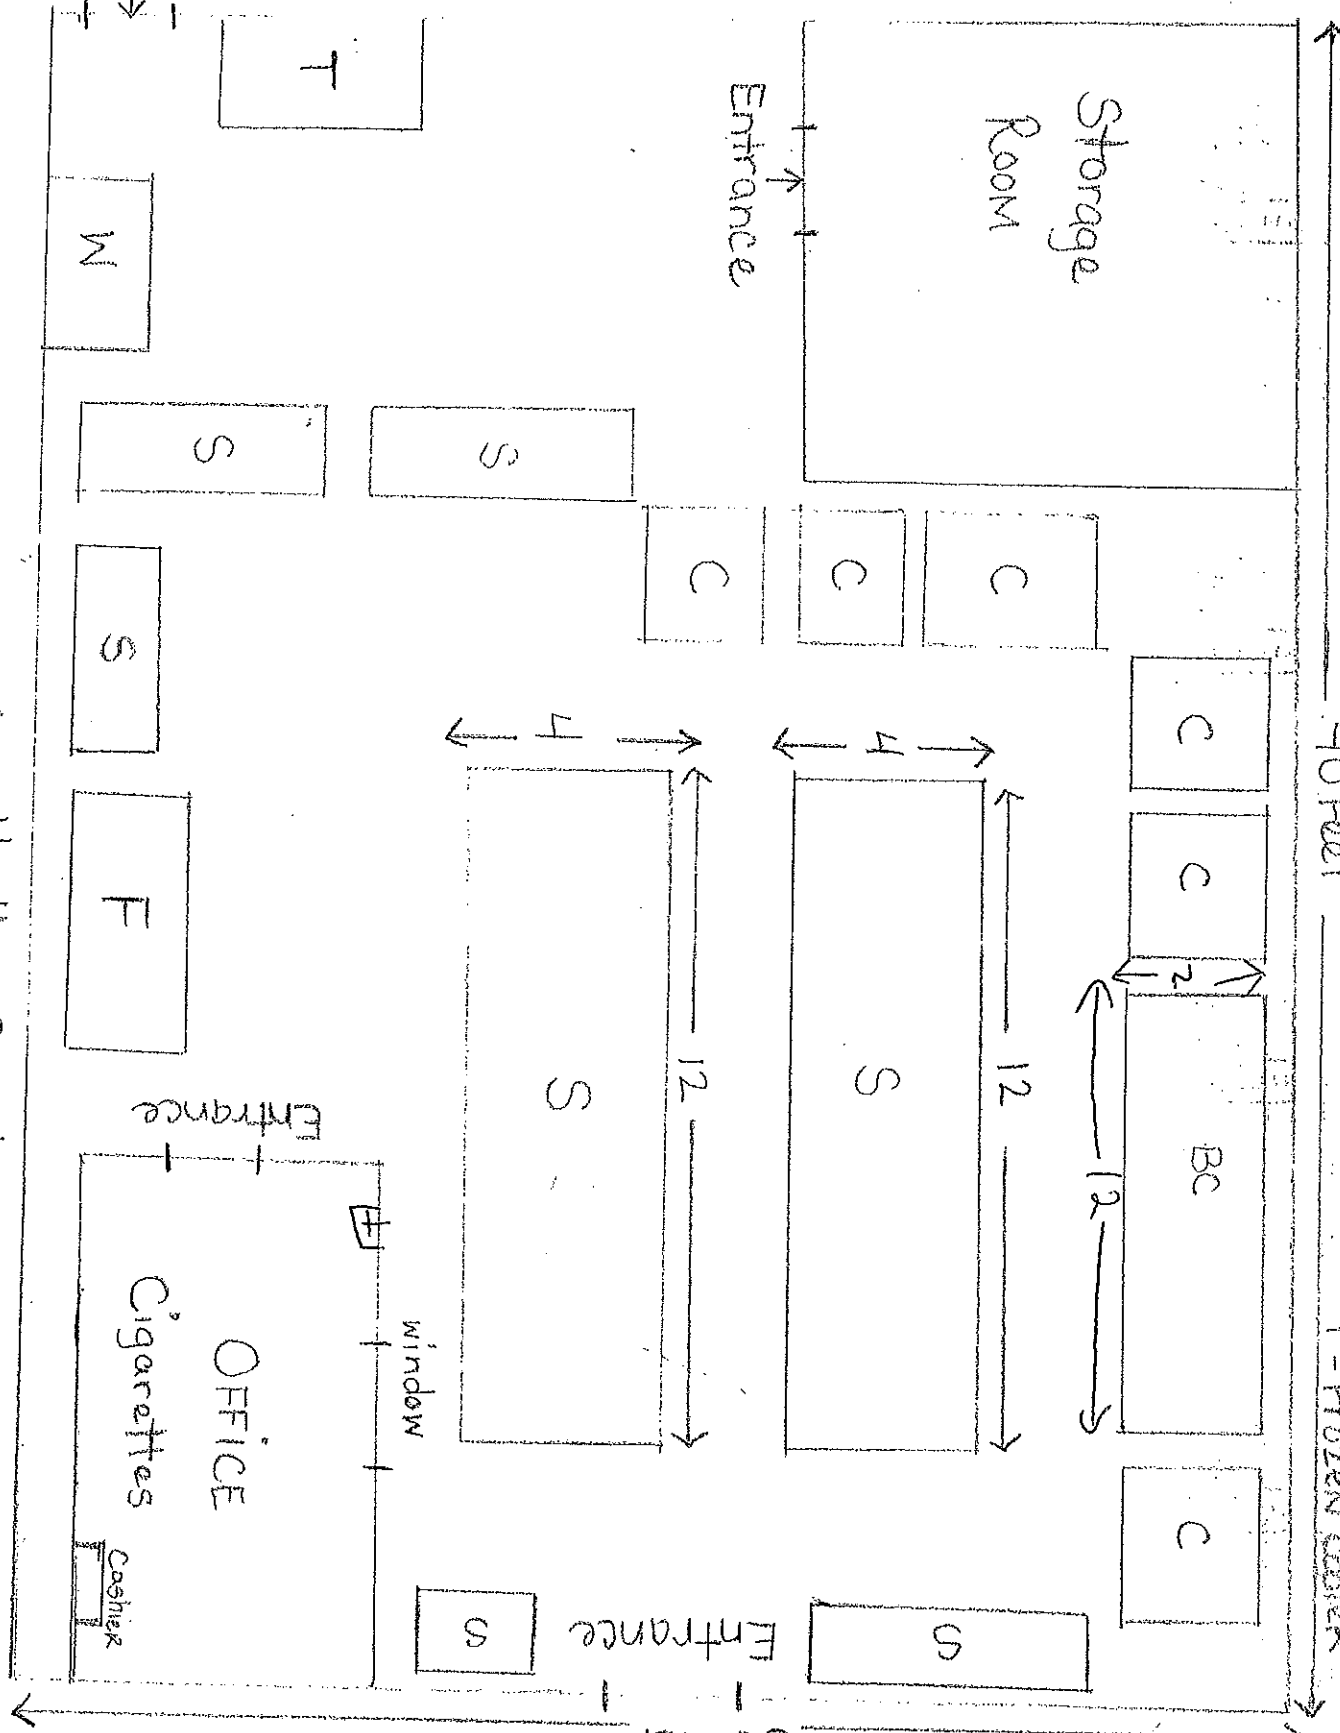 40 Feet
Storage
Room
C
C
2
BC
C
12
C
C
C
12
4
S
S
Entrance
Entrance
12
4
S
S
S
S
window
T
OFFICE
Cigarettes
Entrance
F
S
W
Cashier